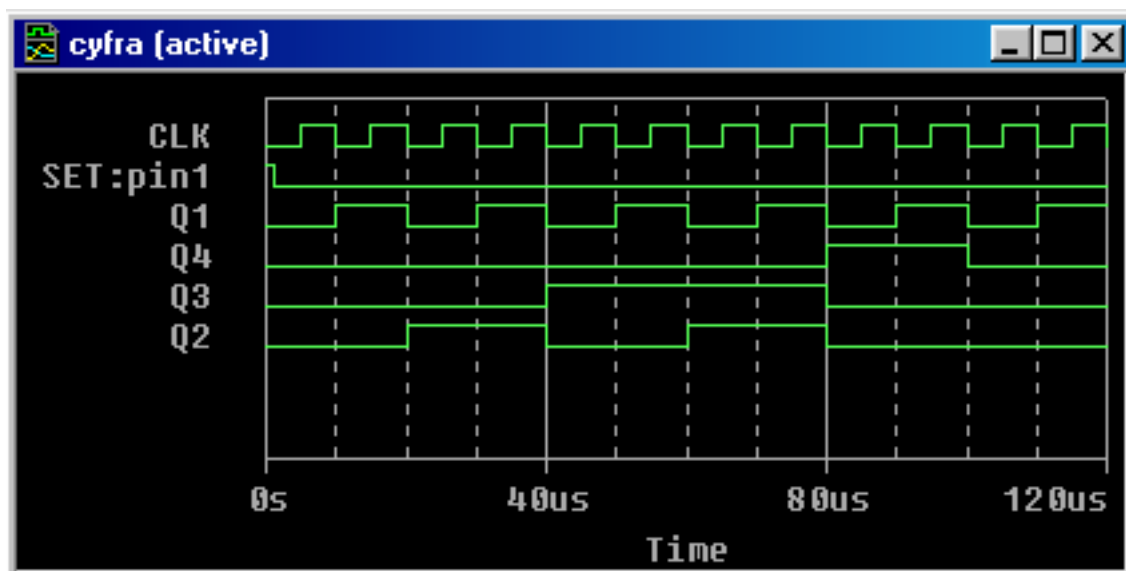 cyfra (active)
CLK
SET:pin1
Q1
Q4
Q3
Q2
0s 40us 80us 120us
Time